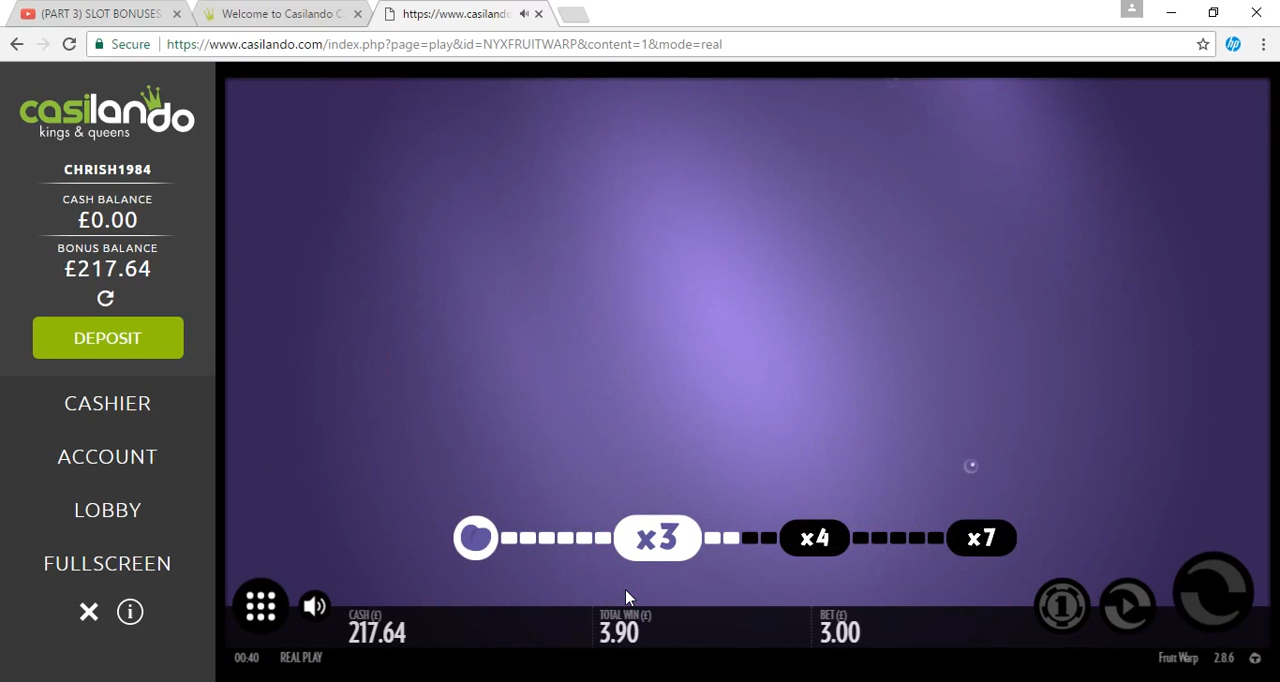 (PART 3) SLOT BONUSES
Welcome to Casilando C
https://www.casilando
Secure
https://www.casilando.com/index.php?page=play&id=NYXFRUITWARP&content=1&mode=real
hp
casilando
kings & queens
CHRISH1984
CASH BALANCE
£0.00
BONUS BALANCE
£217.64
DEPOSIT
CASHIER
ACCOUNT
LOBBY
FULLSCREEN
x3
x4
x7
1
CASH (£)
217.64
TOTAL WIN (£)
3.90
BET (£)
3.00
00:40
REAL PLAY
Fruit Warp
2.8.6